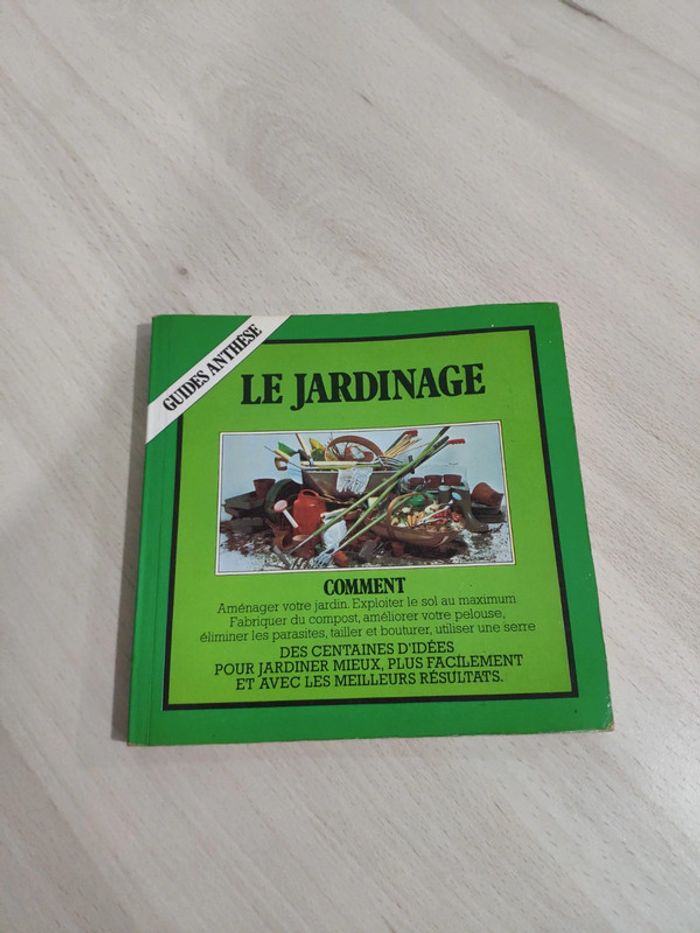 GUIDES ANTHÈSE
LE JARDINAGE
COMMENT
Aménager votre jardin. Exploiter le sol au maximum
Fabriquer du compost, améliorer votre pelouse,
éliminer les parasites, tailler et bouturer, utiliser une serre
DES CENTAINES D'IDÉES
POUR JARDINER MIEUX, PLUS FACILEMENT
ET AVEC LES MEILLEURS RÉSULTATS.